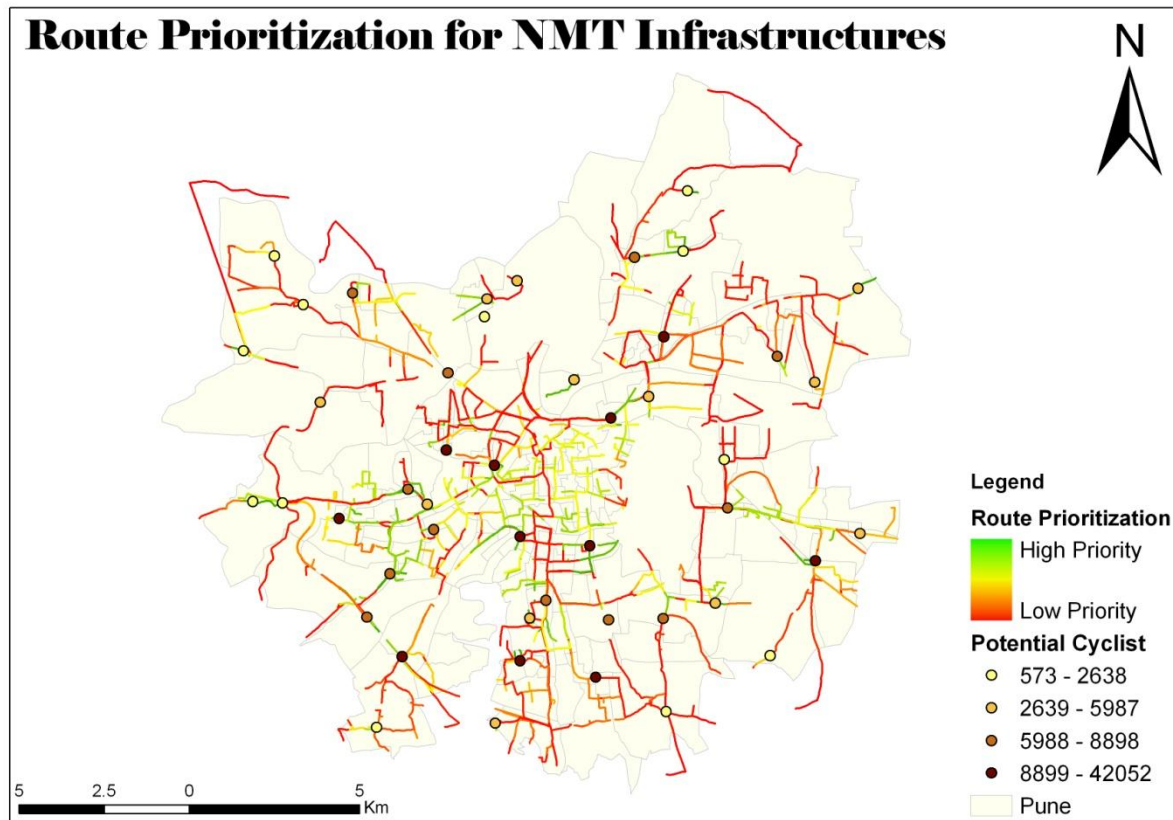 Route Prioritization for NMT Infrastructures
N
Legend
Route Prioritization
High Priority
Low Priority
Potential Cyclist
573 - 2638
2639 - 5987
5988 - 8898
8899 - 42052
Pune
5 2.5 0 5
Km